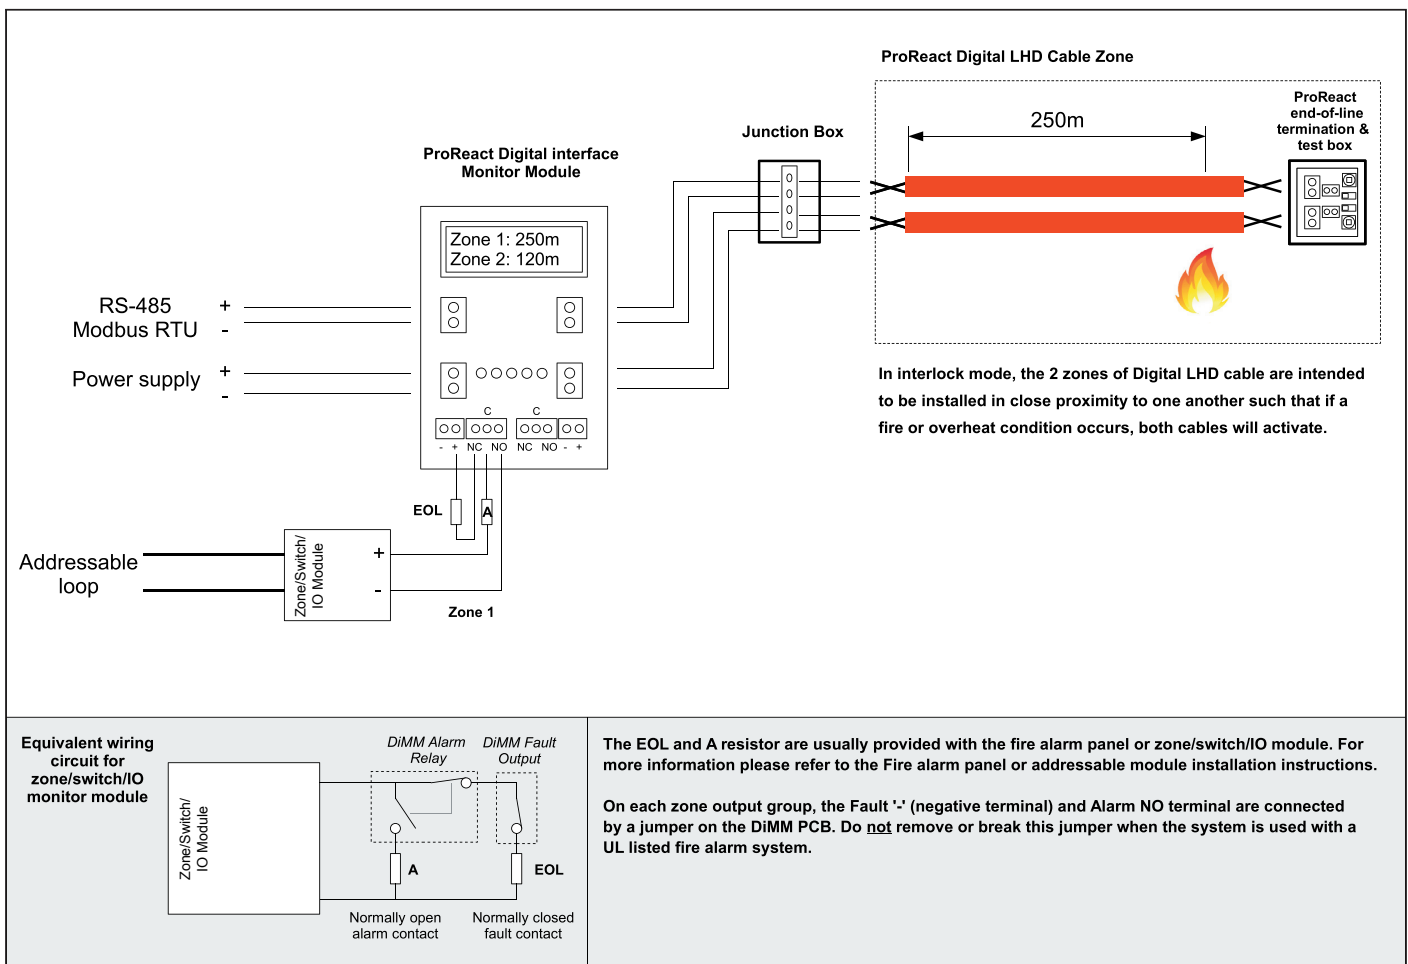 ProReact Digital LHD Cable Zone
ProReact
end-of-line
termination &
test box
250m
Junction Box
ProReact Digital interface
Monitor Module
Zone 1: 250m
Zone 2: 120m
RS-485
Modbus RTU
+
-
Power supply
+
-
C C
- + NC NO NC NO - +
In interlock mode, the 2 zones of Digital LHD cable are intended
to be installed in close proximity to one another such that if a
fire or overheat condition occurs, both cables will activate.
EOL
A
Addressable
loop
Zone/Switch/
IO Module
+
-
Zone 1
Equivalent wiring
circuit for
zone/switch/IO
monitor module
Zone/Switch/
IO Module
DiMM Alarm
Relay
DiMM Fault
Output
A
EOL
Normally open
alarm contact
Normally closed
fault contact
The EOL and A resistor are usually provided with the fire alarm panel or zone/switch/IO module. For
more information please refer to the Fire alarm panel or addressable module installation instructions.
On each zone output group, the Fault '-' (negative terminal) and Alarm NO terminal are connected
by a jumper on the DiMM PCB. Do not remove or break this jumper when the system is used with a
UL listed fire alarm system.